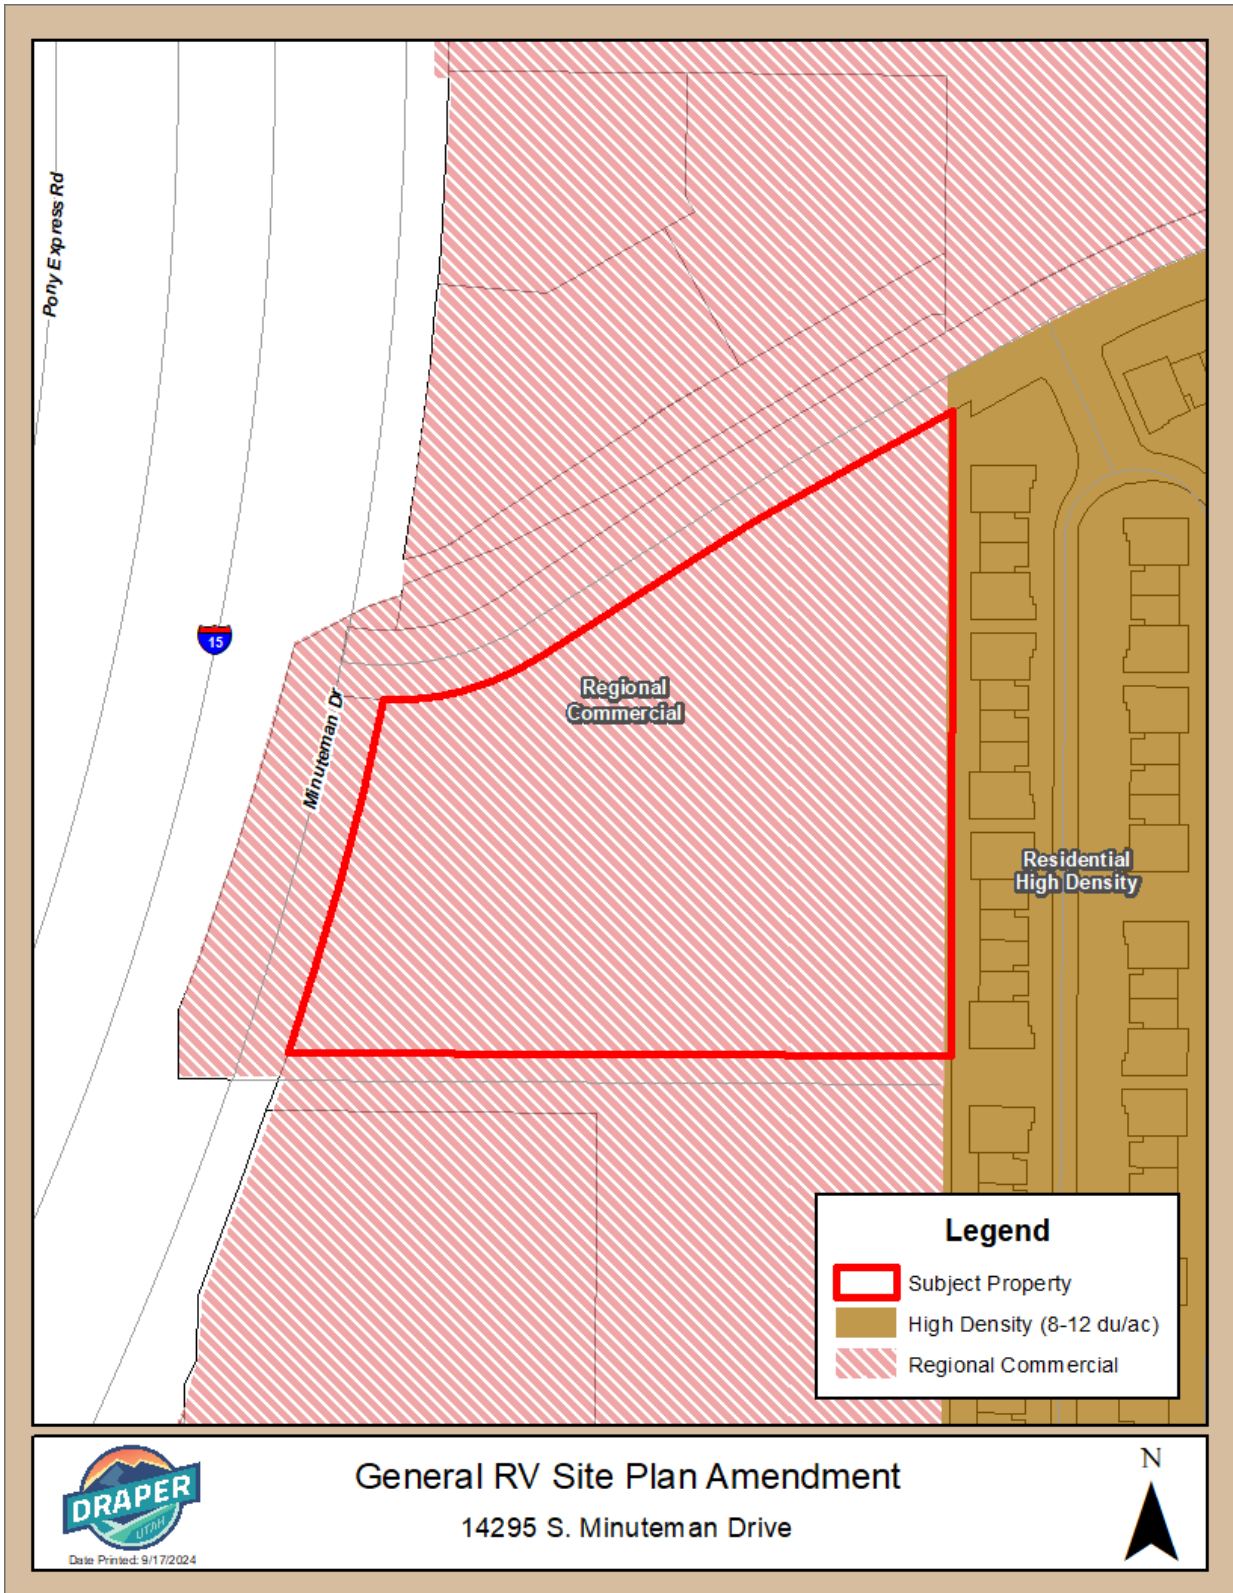 Pony Express Rd
15
Minuteman Dr
Regional
Commercial
Residential
High Density
Legend
Subject Property
High Density (8-12 du/ac)
Regional Commercial
DRAPER
UTAH
Date Printed: 9/17/2024
General RV Site Plan Amendment
14295 S. Minuteman Drive
N